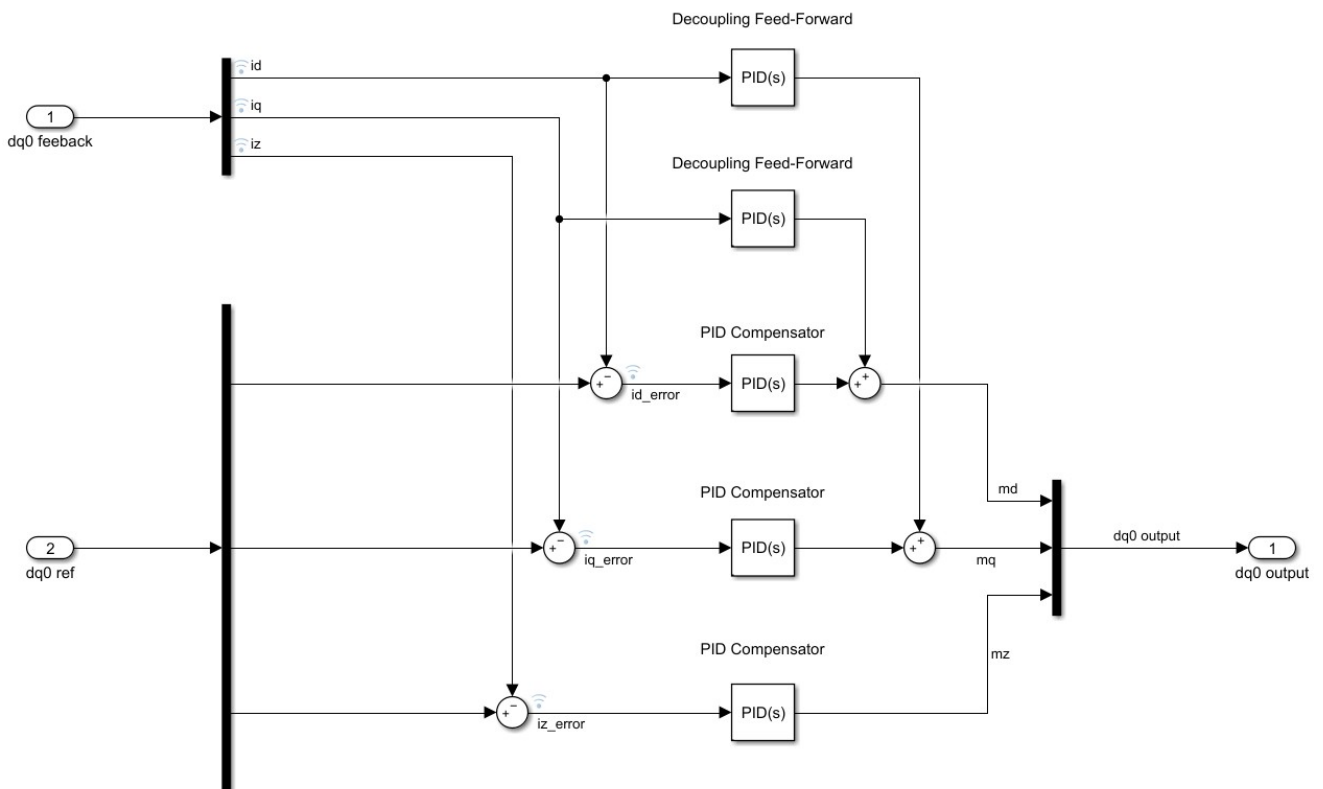 Decoupling Feed-Forward
id
PID(s)
iq
1
dq0 feeback
iz
Decoupling Feed-Forward
PID(s)
PID Compensator
+ −
id_error
PID(s)
+ +
PID Compensator
md
2
dq0 ref
+ −
iq_error
PID(s)
+ +
mq
dq0 output
1
dq0 output
PID Compensator
mz
+ −
iz_error
PID(s)